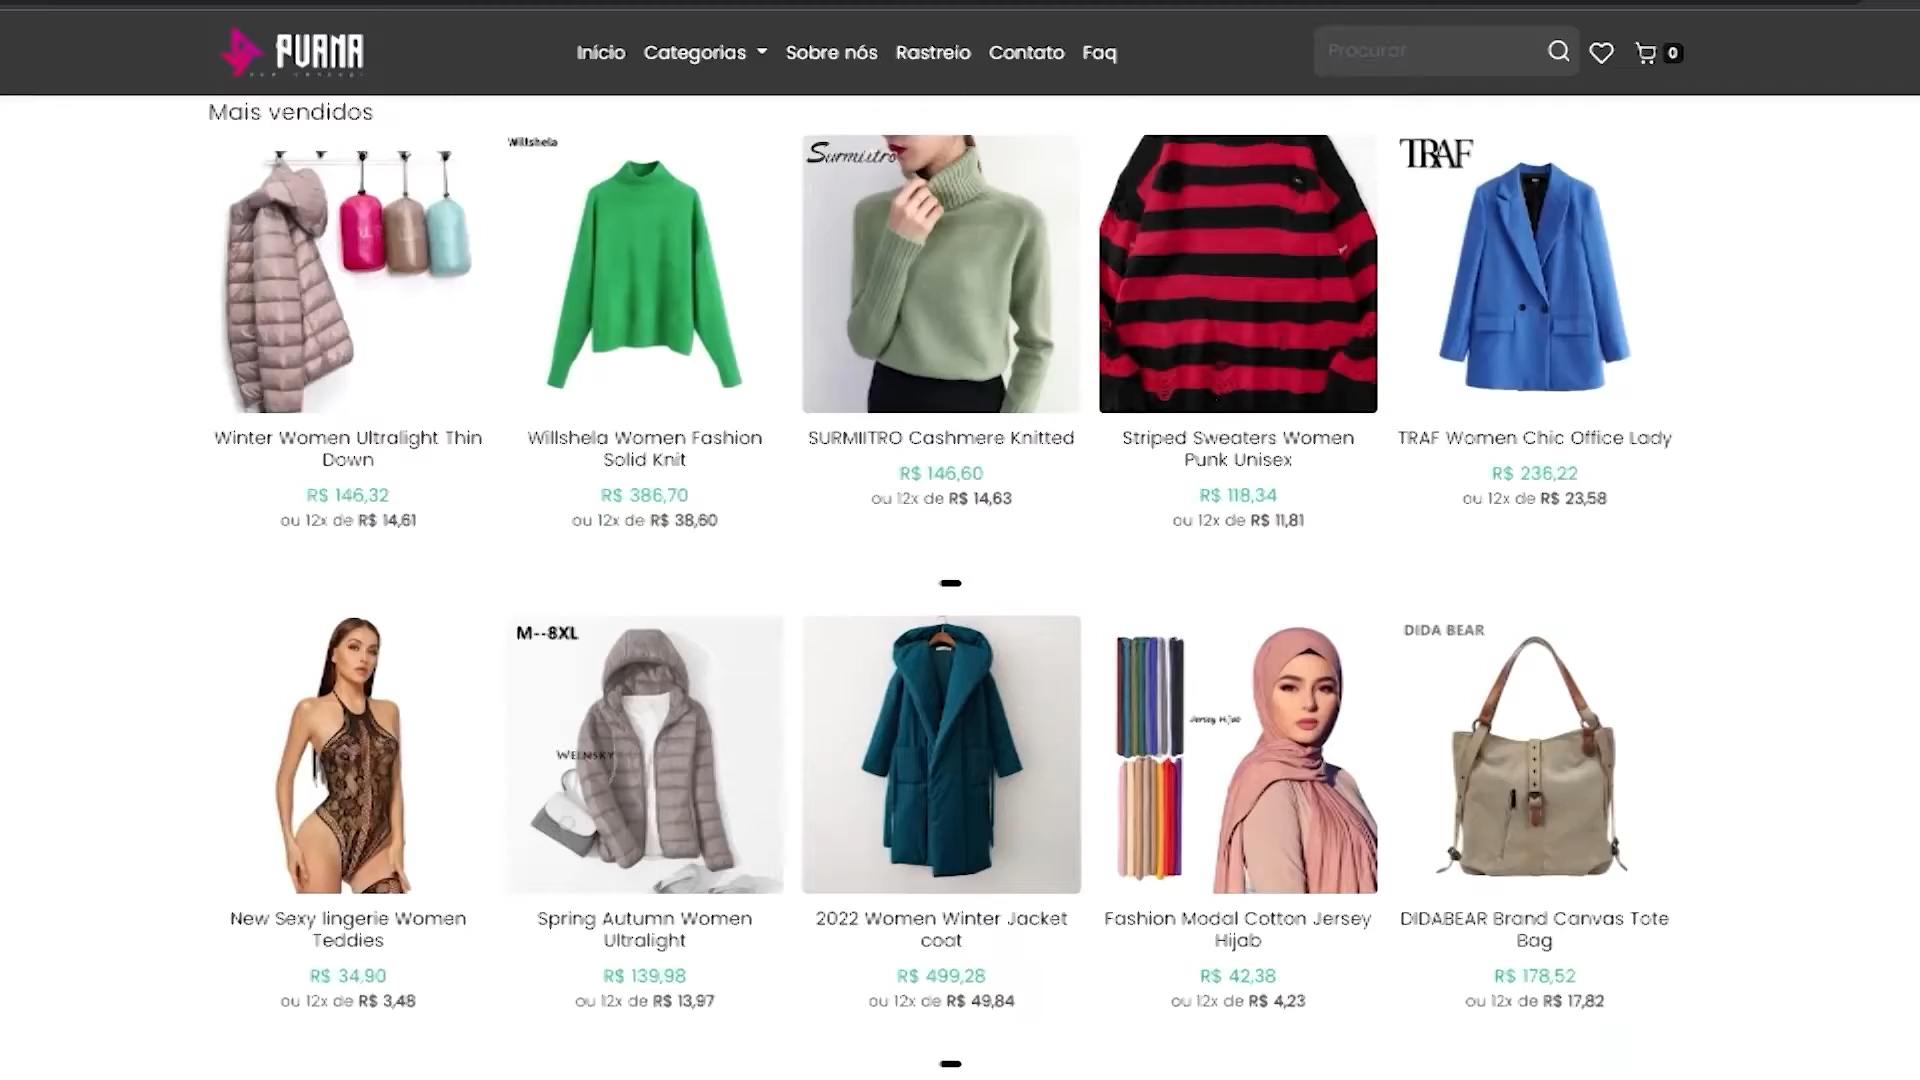 PUANA
Início Categorias Sobre nós Rastreio Contato Faq
Procurar
0
Mais vendidos
Willshela
Surmiitro
TRAF
Winter Women Ultralight Thin
Down
R$ 146,32
ou 12x de R$ 14,61
Willshela Women Fashion
Solid Knit
R$ 386,70
ou 12x de R$ 38,60
SURMIITRO Cashmere Knitted
R$ 146,60
ou 12x de R$ 14,63
Striped Sweaters Women
Punk Unisex
R$ 118,34
ou 12x de R$ 11,81
TRAF Women Chic Office Lady
R$ 236,22
ou 12x de R$ 23,58
M--8XL
WELNSKY
Jersey Hijab
DIDA BEAR
New Sexy lingerie Women
Teddies
R$ 34,90
ou 12x de R$ 3,48
Spring Autumn Women
Ultralight
R$ 139,98
ou 12x de R$ 13,97
2022 Women Winter Jacket
coat
R$ 499,28
ou 12x de R$ 49,84
Fashion Modal Cotton Jersey
Hijab
R$ 42,38
ou 12x de R$ 4,23
DIDABEAR Brand Canvas Tote
Bag
R$ 178,52
ou 12x de R$ 17,82